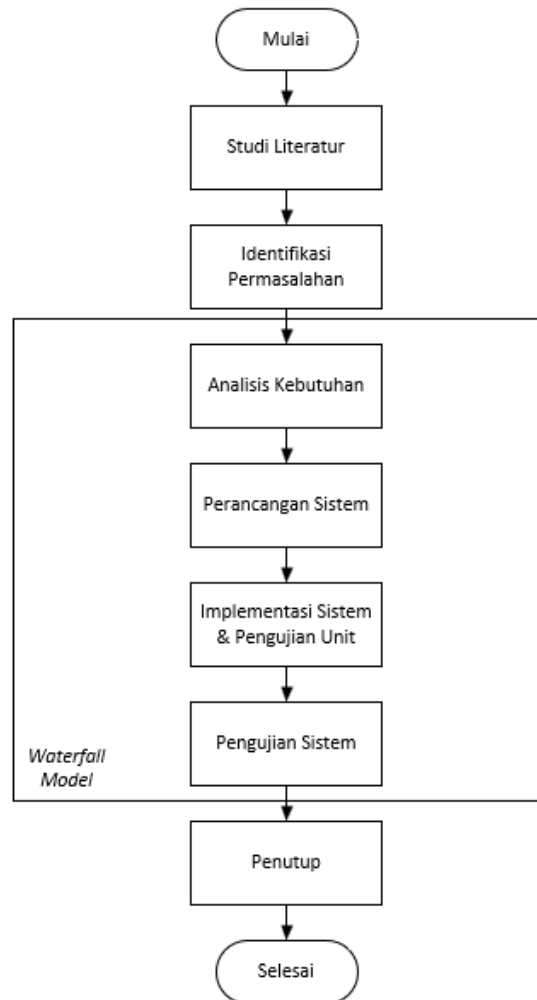 Mulai
Studi Literatur
Identifikasi
Permasalahan
Analisis Kebutuhan
Perancangan Sistem
Implementasi Sistem
& Pengujian Unit
Pengujian Sistem
Waterfall
Model
Penutup
Selesai